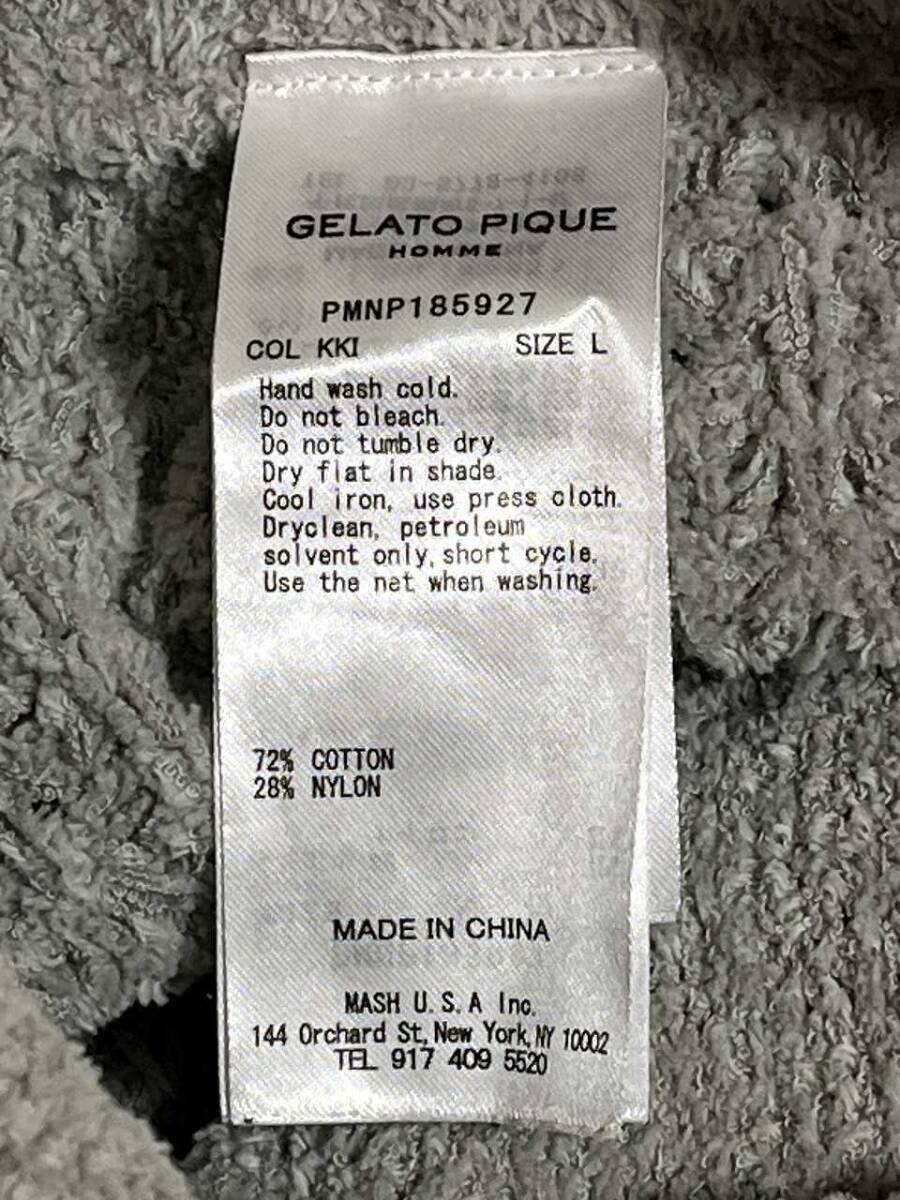 GELATO PIQUE
HOMME
PMNP185927
COL KKI SIZE L
Hand wash cold.
Do not bleach.
Do not tumble dry.
Dry flat in shade.
Cool iron, use press cloth.
Dryclean, petroleum
solvent only, short cycle.
Use the net when washing.
72% COTTON
28% NYLON
MADE IN CHINA
MASH U.S.A Inc.
144 Orchard St, New York, NY 10002
TEL 917 409 5520